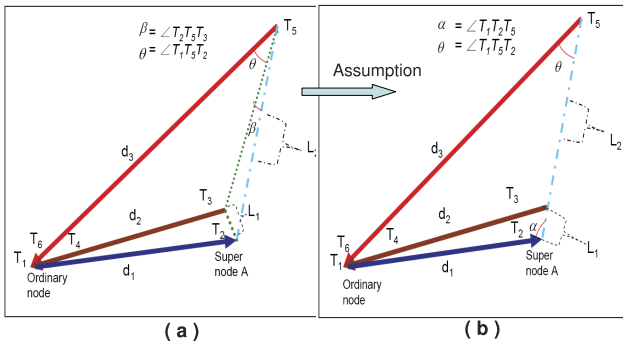 β = ∠T₂T₅T₃
θ = ∠T₁T₅T₂
T₅
θ
β
d₃
L
T₃
d₂
L₁
T₆
T₄
T₂
T₁
d₁
Ordinary
node
Super
node A
( a )
Assumption
α = ∠T₁T₂T₅
θ = ∠T₁T₅T₂
T₅
θ
L₂
d₃
T₃
d₂
T₆
T₄
T₂
α
L₁
T₁
d₁
Ordinary
node
Super
node A
( b )